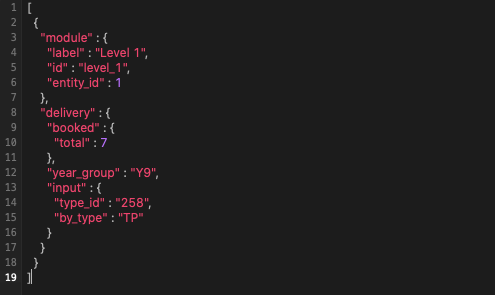 1 [
2 {
3 "module" : {
4 "label" : "Level 1",
5 "id" : "level_1",
6 "entity_id" : 1
7 },
8 "delivery" : {
9 "booked" : {
10 "total" : 7
11 },
12 "year_group" : "Y9",
13 "input" : {
14 "type_id" : "258",
15 "by_type" : "TP"
16 }
17 }
18 }
19 ]